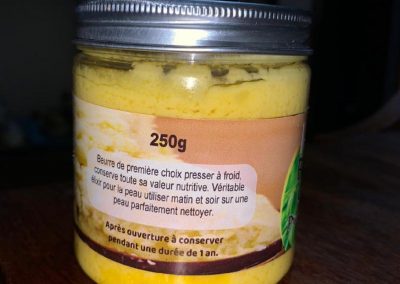 250g
Beurre de première choix presser à froid,
conserve toute sa valeur nutritive. Véritable
élixir pour la peau utiliser matin et soir sur une
peau parfaitement nettoyer.
Après ouverture à conserver
pendant une durée de 1 an.